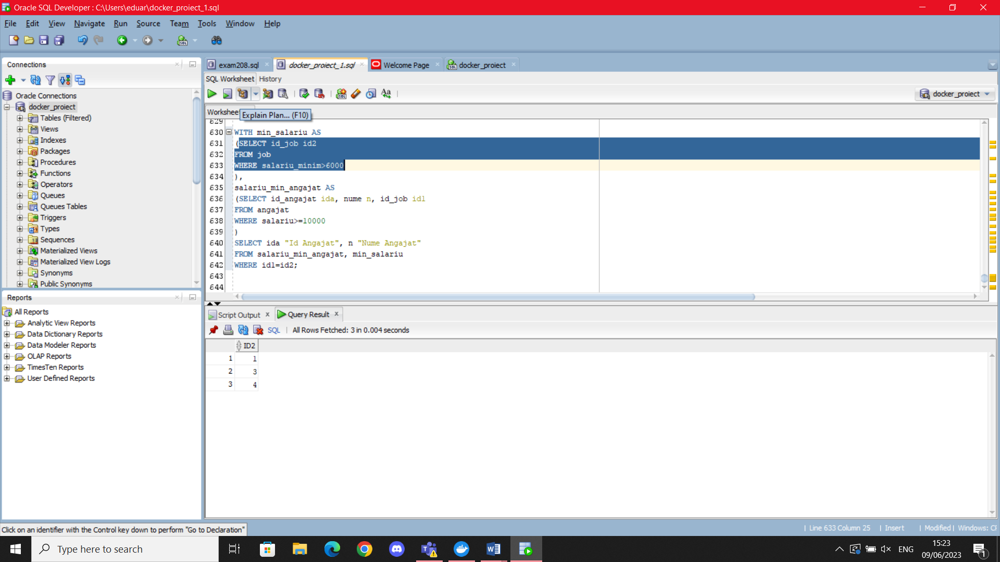 Oracle SQL Developer : C:\Users\eduar\docker_proiect_1.sql
File Edit View Navigate Run Source Team Tools Window Help
Connections
Oracle Connections
docker_proiect
Tables (Filtered)
Views
Indexes
Packages
Procedures
Functions
Operators
Queues
Queues Tables
Triggers
Types
Sequences
Materialized Views
Materialized View Logs
Synonyms
Public Synonyms
Reports
All Reports
Analytic View Reports
Data Dictionary Reports
Data Modeler Reports
OLAP Reports
TimesTen Reports
User Defined Reports
exam208.sql docker_proiect_1.sql Welcome Page docker_proiect
SQL Worksheet History
docker_proiect
Worksheet
Explain Plan... (F10)
629
630 WITH min_salariu AS
631 (SELECT id_job id2
632 FROM job
633 WHERE salariu_minim>6000
634 ),
635 salariu_min_angajat AS
636 (SELECT id_angajat ida, nume n, id_job id1
637 FROM angajat
638 WHERE salariu>=10000
639 )
640 SELECT ida "Id Angajat", n "Nume Angajat"
641 FROM salariu_min_angajat, min_salariu
642 WHERE id1=id2;
643
644
Script Output x Query Result x
SQL | All Rows Fetched: 3 in 0.004 seconds
ID2
1 1
2 3
3 4
Click on an identifier with the Control key down to perform "Go to Declaration"
| Line 633 Column 25 | Insert | Modified | Windows: CF
Type here to search
ENG
15:23
09/06/2023
1